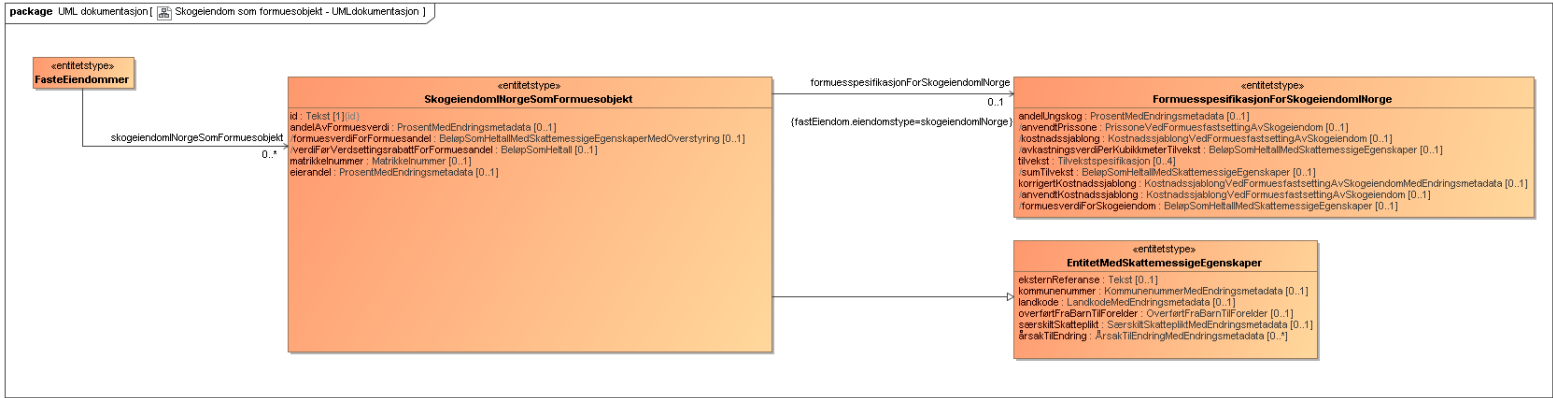 package UML dokumentasjon [ Skogeiendom som formuesobjekt - UMLdokumentasjon ]
«entitetstype»
FasteEiendommer
skogeiendomINorgeSomFormuesobjekt
0..*
«entitetstype»
SkogeiendomINorgeSomFormuesobjekt
id : Tekst [1]{id}
andelAvFormuesverdi : ProsentMedEndringsmetadata [0..1]
/formuesverdiForFormuesandel : BeløpSomHeltallMedSkattemessigeEgenskaperMedOverstyring [0..1]
/verdiFørVerdsettingsrabattForFormuesandel : BeløpSomHeltall [0..1]
matrikkelnummer : Matrikkelnummer [0..1]
eierandel : ProsentMedEndringsmetadata [0..1]
formuesspesifikasjonForSkogeiendomINorge
0..1
{fastEiendom.eiendomstype=skogeiendomINorge}
«entitetstype»
FormuesspesifikasjonForSkogeiendomINorge
andelUngskog : ProsentMedEndringsmetadata [0..1]
/anvendtPrissone : PrissoneVedFormuesfastsettingAvSkogeiendom [0..1]
/kostnadssjablong : KostnadssjablongVedFormuesfastsettingAvSkogeiendom [0..1]
/avkastningsverdiPerKubikkmeterTilvekst : BeløpSomHeltallMedSkattemessigeEgenskaper [0..1]
tilvekst : Tilvekstspesifikasjon [0..4]
/sumTilvekst : BeløpSomHeltallMedSkattemessigeEgenskaper [0..1]
korrigertKostnadssjablong : KostnadssjablongVedFormuesfastsettingAvSkogeiendomMedEndringsmetadata [0..1]
/anvendtKostnadssjablong : KostnadssjablongVedFormuesfastsettingAvSkogeiendom [0..1]
/formuesverdiForSkogeiendom : BeløpSomHeltallMedSkattemessigeEgenskaper [0..1]
«entitetstype»
EntitetMedSkattemessigeEgenskaper
eksternReferanse : Tekst [0..1]
kommunenummer : KommunenummerMedEndringsmetadata [0..1]
landkode : LandkodeMedEndringsmetadata [0..1]
overførtFraBarnTilForelder : OverførtFraBarnTilForelder [0..1]
særskiltSkatteplikt : SærskiltSkattepliktMedEndringsmetadata [0..1]
årsakTilEndring : ÅrsakTilEndringMedEndringsmetadata [0..*]